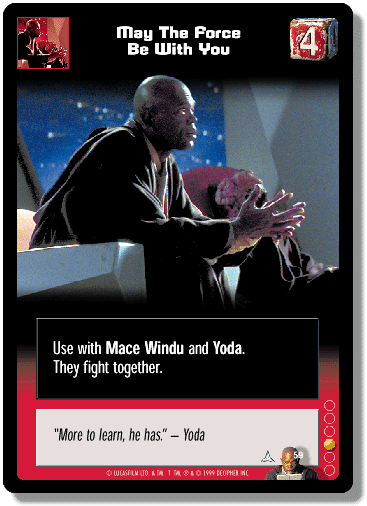 May The Force
Be With You
4
Use with Mace Windu and Yoda.
They fight together.
"More to learn, he has." – Yoda
59
© LUCASFILM LTD. & TM. T TM, ® & © 1999 DECIPHER INC